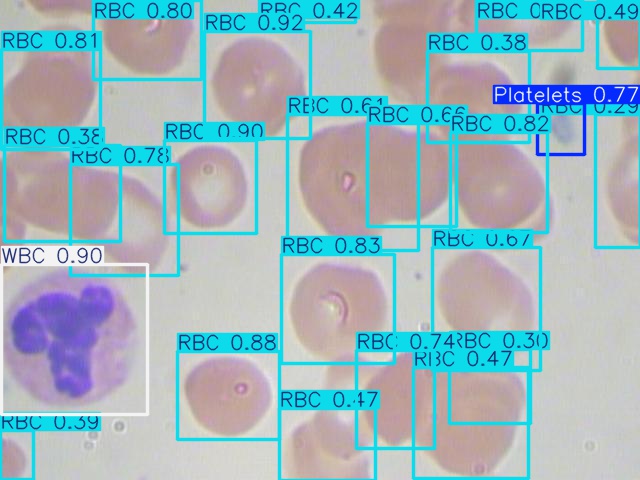 RBC 0.80
RBC 0.42
RBC 0.49
RBC 0.92
RBC 0.81
RBC 0.38
Platelets 0.77
RBC 0.61
RBC 0.66
RBC 0.29
RBC 0.82
RBC 0.38
RBC 0.90
RBC 0.78
RBC 0.83
RBC 0.67
WBC 0.90
RBC 0.88
RBC 0.74
RBC 0.30
RBC 0.47
RBC 0.47
RBC 0.39